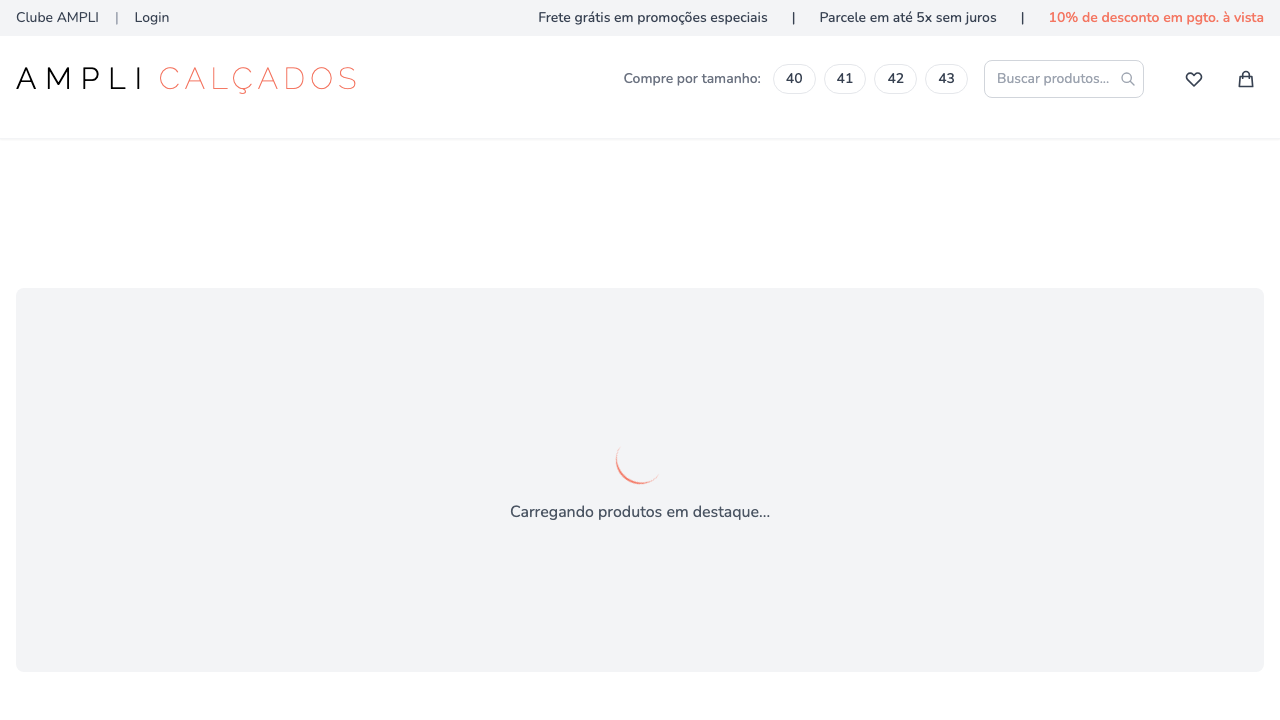 Clube AMPLI | Login Frete grátis em promoções especiais | Parcele em até 5x sem juros | 10% de desconto em pgto. à vista
AMPLI CALÇADOS Compre por tamanho: 40 41 42 43 Buscar produtos...
Carregando produtos em destaque...